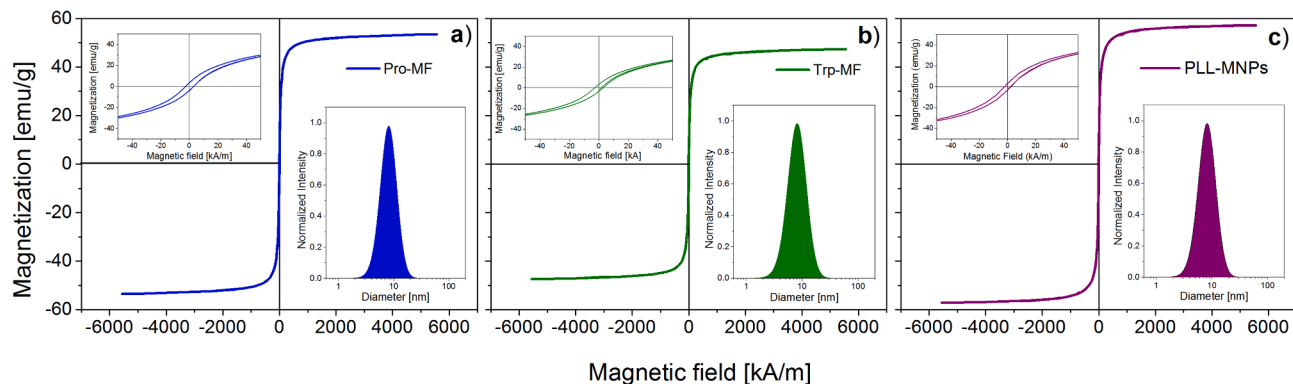 Magnetization [emu/g]
60
40
20
0
-20
-40
-60
-6000 -4000 -2000 0 2000 4000 6000
a)
Pro-MF
Magnetization [emu/g]
40
20
0
-20
-40
-40 -20 0 20 40
Magnetic field [kA/m]
Normalized Intensity
1.0
0.8
0.6
0.4
0.2
0.0
1 10 100
Diameter [nm]
-6000 -4000 -2000 0 2000 4000 6000
b)
Trp-MF
Magnetization [emu/g]
40
20
0
-20
-40
-40 -20 0 20 40
Magnetic field [kA]
Normalized Intensity
1.0
0.8
0.6
0.4
0.2
0.0
1 10 100
Diameter [nm]
-6000 -4000 -2000 0 2000 4000 6000
c)
PLL-MNPs
Magnetization (emu/g)
40
20
0
-20
-40
-40 -20 0 20 40
Magnetic Field (kA/m)
Normalized Intensity
1.0
0.8
0.6
0.4
0.2
0.0
1 10 100
Diameter [nm]
Magnetic field [kA/m]